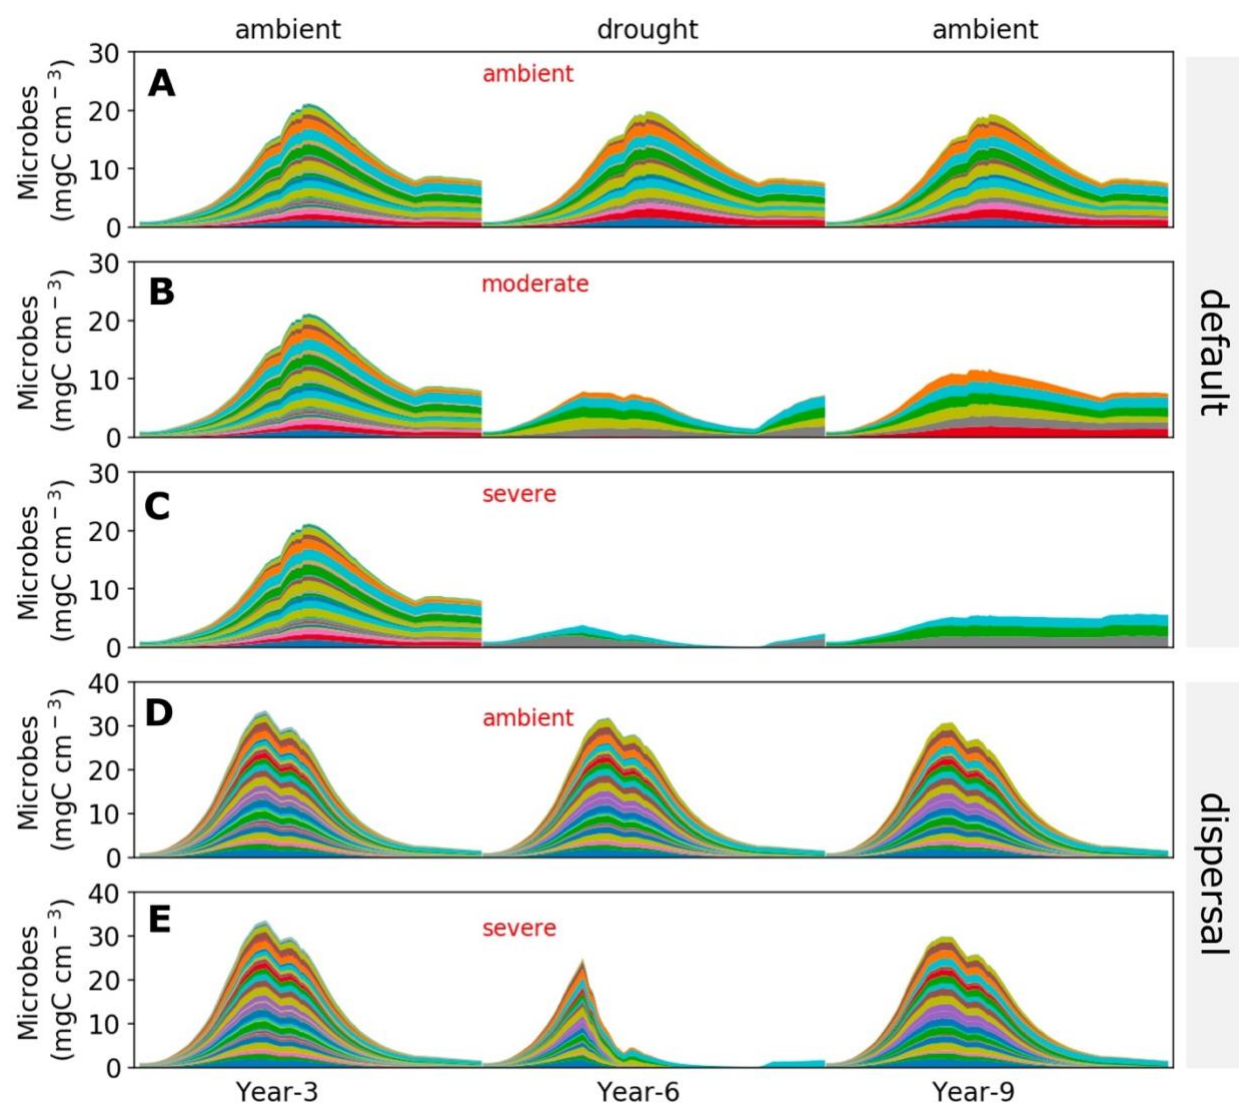 ambient drought ambient
A
ambient
30
20
10
0
Microbes
(mgC cm⁻³)
B
moderate
30
20
10
0
Microbes
(mgC cm⁻³)
C
severe
30
20
10
0
Microbes
(mgC cm⁻³)
default
D
ambient
40
30
20
10
0
Microbes
(mgC cm⁻³)
E
severe
40
30
20
10
0
Microbes
(mgC cm⁻³)
dispersal
Year-3 Year-6 Year-9